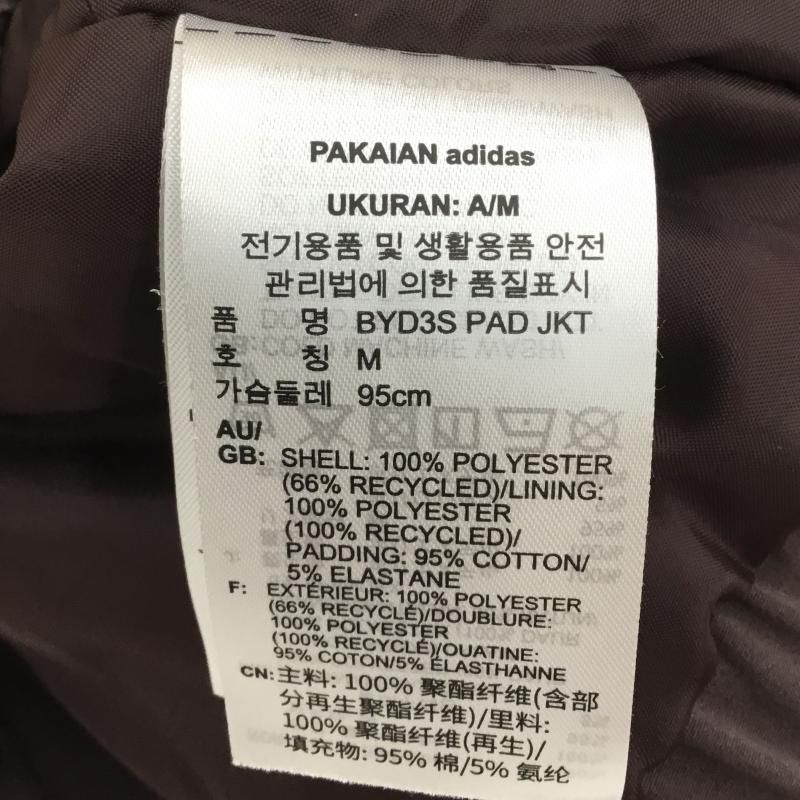 PAKAIAN adidas
UKURAN: A/M
전기용품 및 생활용품 안전
관리법에 의한 품질표시
품 명 BYD3S PAD JKT
호 칭 M
가슴둘레 95cm
AU/
GB: SHELL: 100% POLYESTER
(66% RECYCLED)/LINING:
100% POLYESTER
(100% RECYCLED)/
PADDING: 95% COTTON/
5% ELASTANE
F: EXTÉRIEUR: 100% POLYESTER
(66% RECYCLÉ)/DOUBLURE:
100% POLYESTER
(100% RECYCLÉ)/OUATINE:
95% COTON/5% ÉLASTHANNE
CN: 主料: 100% 聚酯纤维(含部
分再生聚酯纤维)/里料:
100% 聚酯纤维(再生)/
填充物: 95% 棉/5% 氨纶